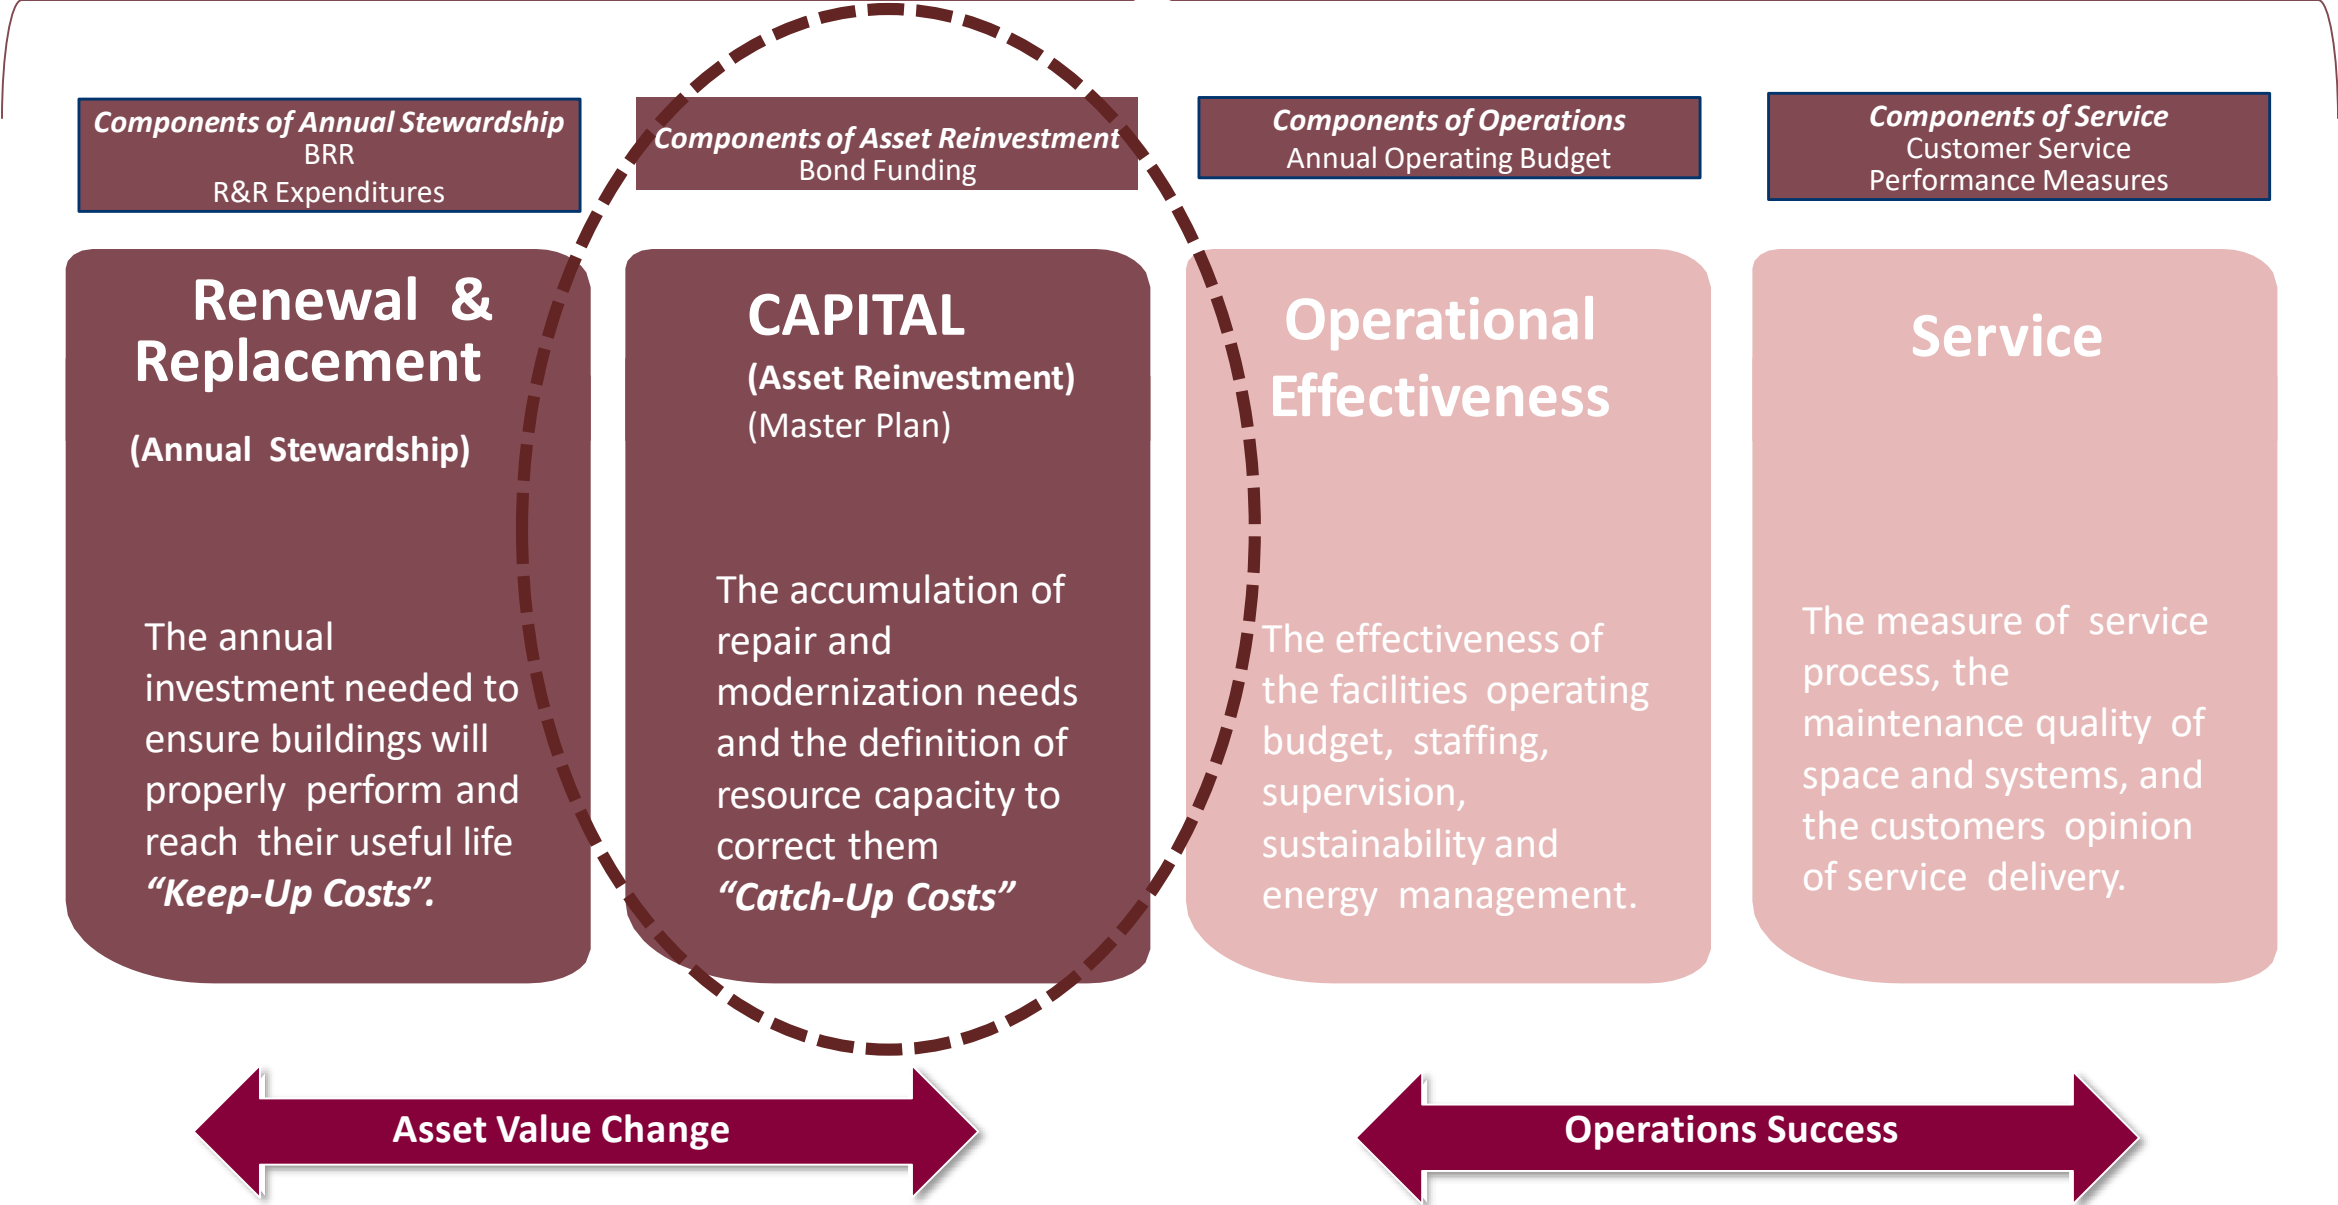 Components of Annual Stewardship
BRR
R&R Expenditures
Components of Asset Reinvestment
Bond Funding
Components of Operations
Annual Operating Budget
Components of Service
Customer Service
Performance Measures
Renewal & 
Replacement
(Annual Stewardship)
The annual
investment needed to
ensure buildings will
properly perform and
reach their useful life
“Keep-Up Costs”.
CAPITAL
(Asset Reinvestment)
(Master Plan)
The accumulation of
repair and
modernization needs
and the definition of
resource capacity to
correct them
“Catch-Up Costs”
Operational
Effectiveness
The effectiveness of
the facilities operating
budget, staffing,
supervision,
sustainability and
energy management.
Service
The measure of service
process, the
maintenance quality of
space and systems, and
the customers opinion
of service delivery.
Asset Value Change
Operations Success